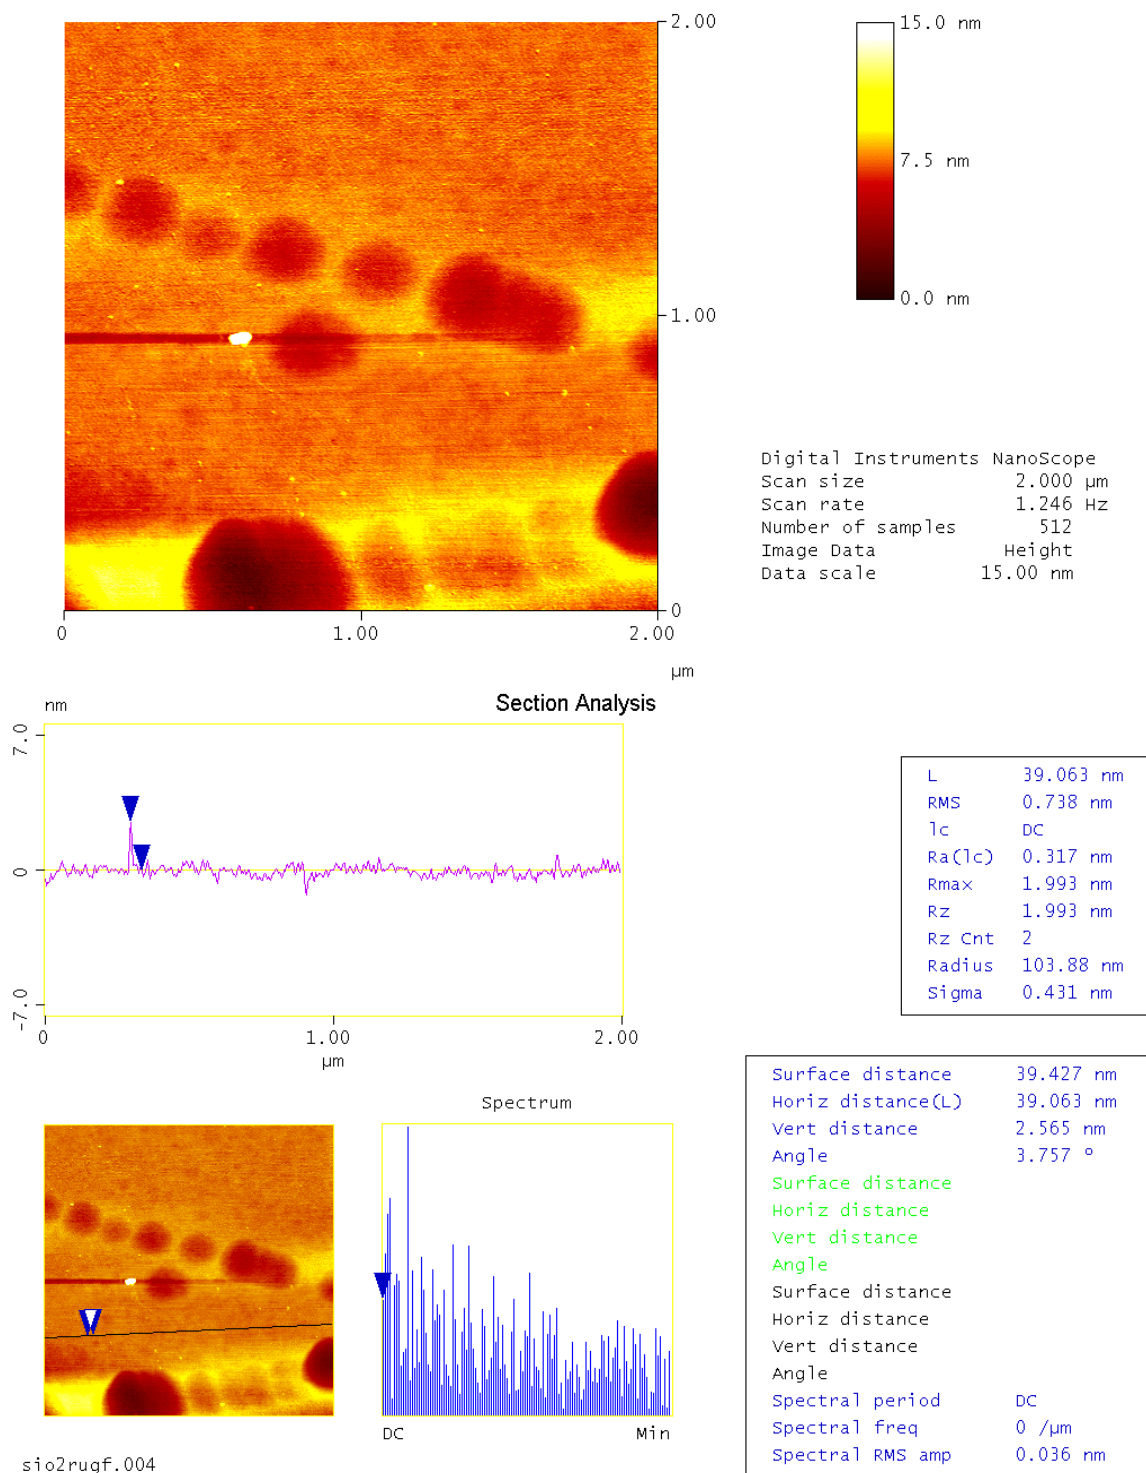 2.00
15.0 nm
7.5 nm
0.0 nm
1.00
0
0
1.00
2.00
µm
Digital Instruments NanoScope
Scan size 2.000 µm
Scan rate 1.246 Hz
Number of samples 512
Image Data Height
Data scale 15.00 nm
nm
Section Analysis
7.0
0
-7.0
0
1.00
2.00
µm
L 39.063 nm
RMS 0.738 nm
lc DC
Ra(lc) 0.317 nm
Rmax 1.993 nm
Rz 1.993 nm
Rz Cnt 2
Radius 103.88 nm
Sigma 0.431 nm
Spectrum
DC
Min
Surface distance 39.427 nm
Horiz distance(L) 39.063 nm
Vert distance 2.565 nm
Angle 3.757 º
Surface distance
Horiz distance
Vert distance
Angle
Surface distance
Horiz distance
Vert distance
Angle
Spectral period DC
Spectral freq 0 /µm
Spectral RMS amp 0.036 nm
sio2rugf.004